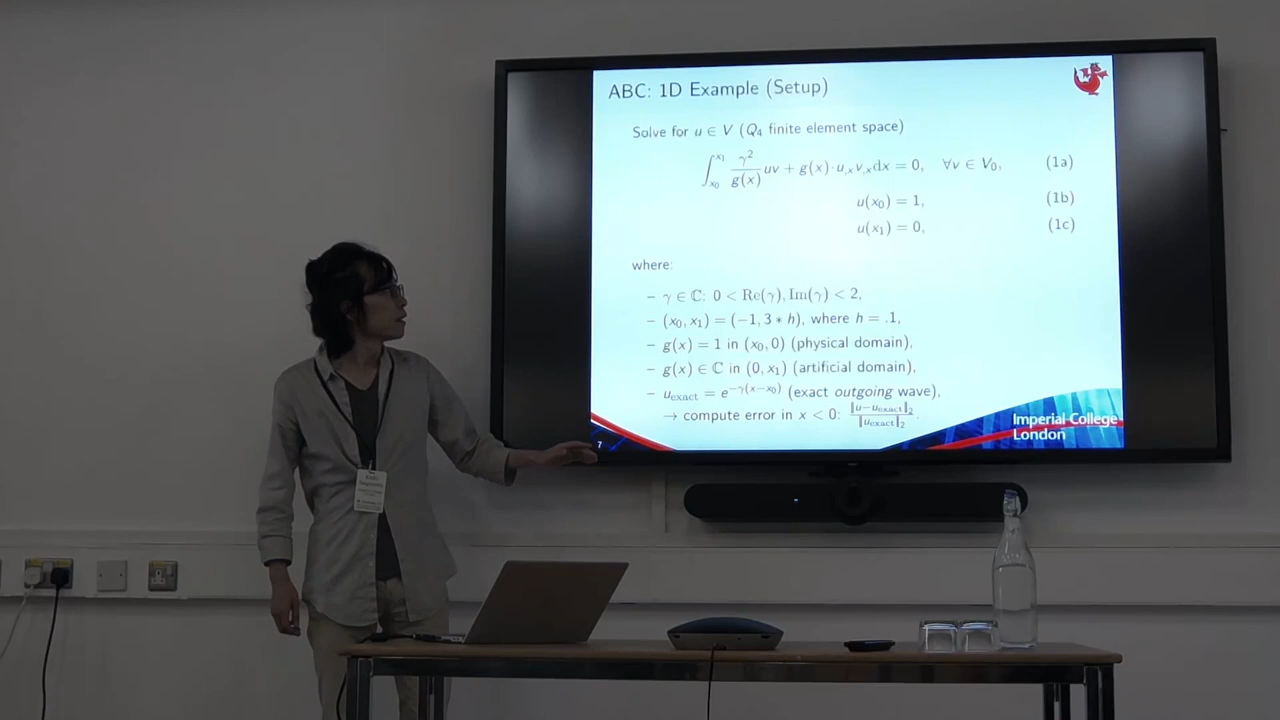 ABC: 1D Example (Setup)
Solve for u ∈ V (Q₄ finite element space)
∫_{x₀}^{x₁} γ²/g(x) uv + g(x)·u,ₓv,ₓdx = 0, ∀v ∈ V₀, (1a)
u(x₀) = 1, (1b)
u(x₁) = 0, (1c)
where:
– γ ∈ ℂ: 0 < Re(γ), Im(γ) < 2,
– (x₀, x₁) = (−1, 3 * h), where h = .1,
– g(x) = 1 in (x₀, 0) (physical domain),
– g(x) ∈ ℂ in (0, x₁) (artificial domain),
– u_exact = e^{−γ(x−x₀)} (exact outgoing wave),
→ compute error in x < 0: ‖u−u_exact‖₂/‖u_exact‖₂.
Imperial College
London
7